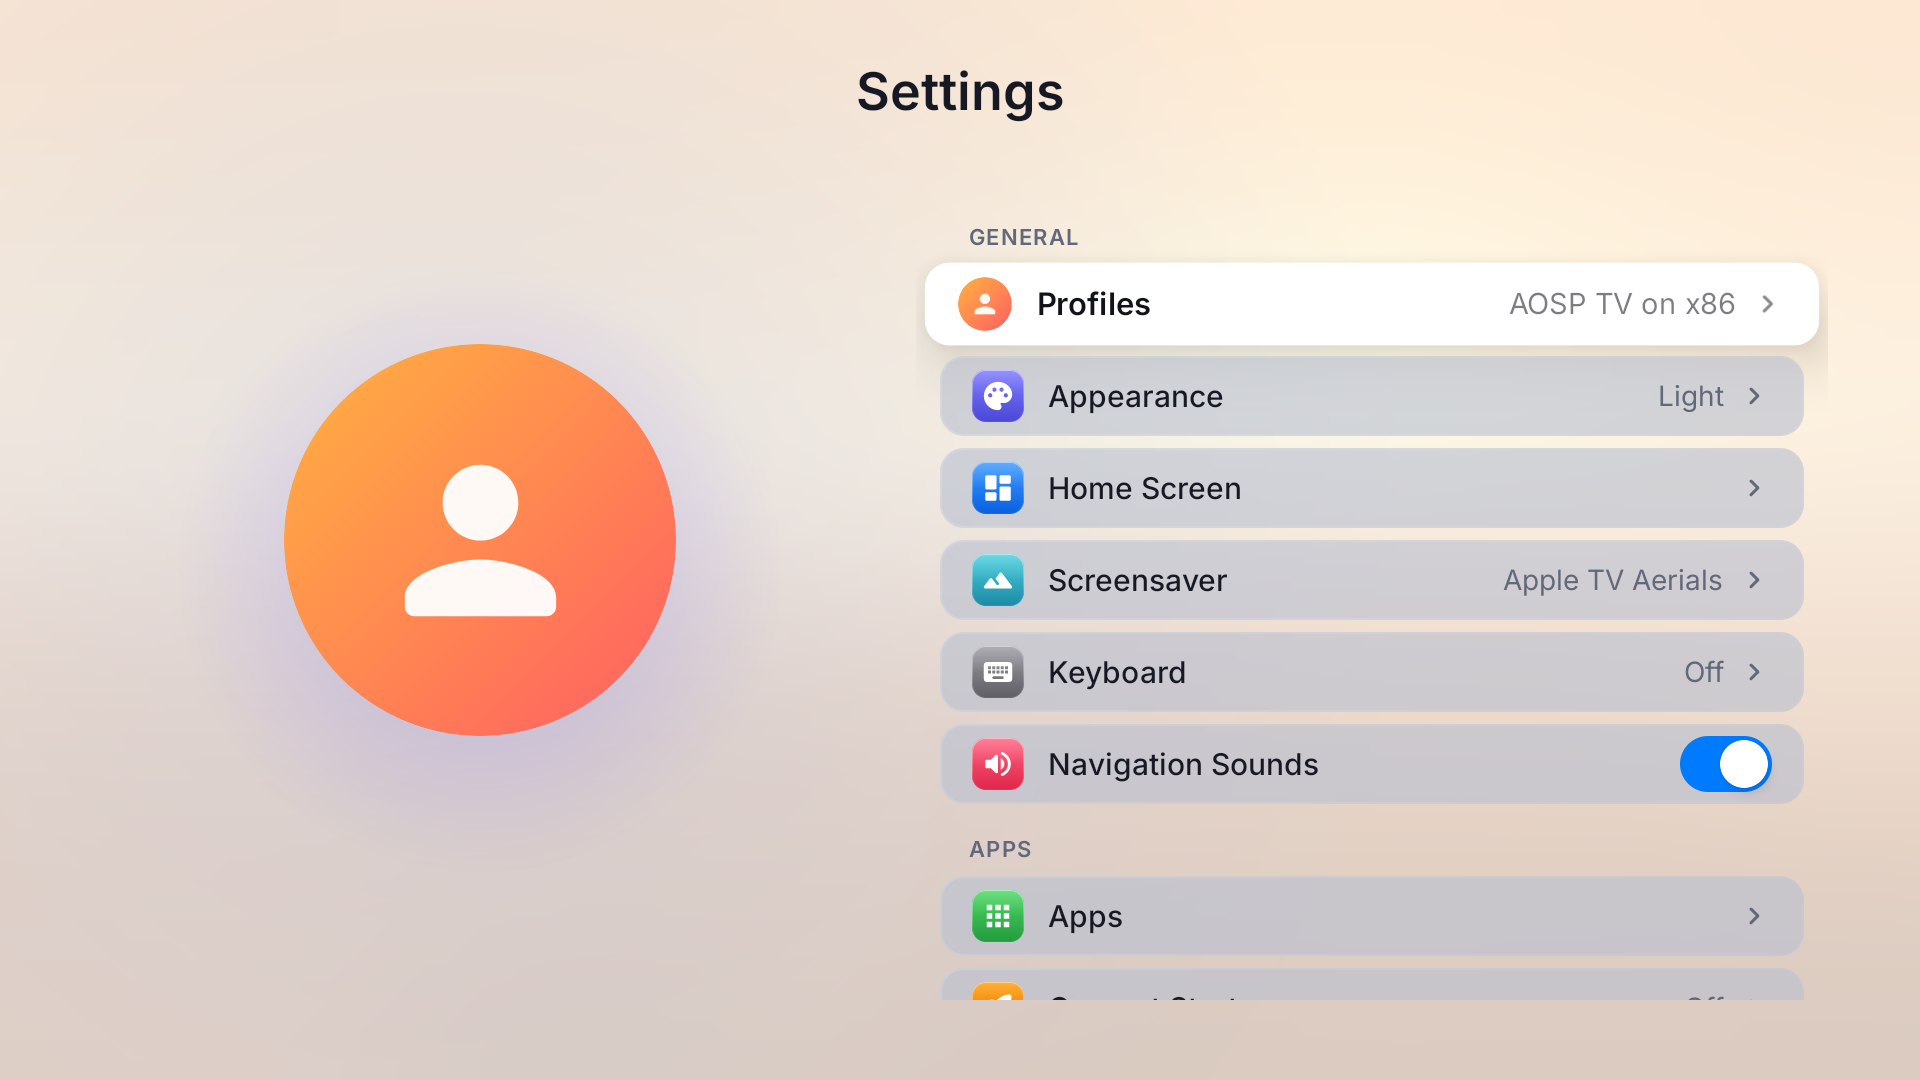 Settings
GENERAL
Profiles AOSP TV on x86
Appearance Light
Home Screen
Screensaver Apple TV Aerials
Keyboard Off
Navigation Sounds
APPS
Apps